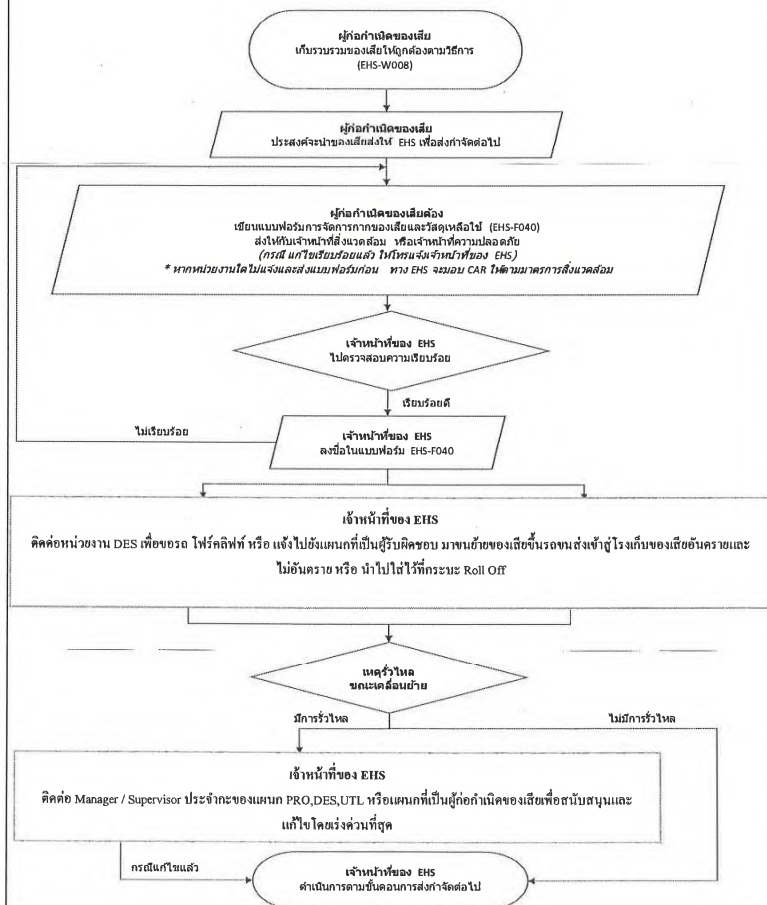 ผู้ก่อกำเนิดของเสีย
เก็บรวบรวมของเสียให้ถูกต้องตามวิธีการ
(EHS-W008)
ผู้ก่อกำเนิดของเสีย
ประสงค์จะนำของเสียส่งให้ EHS เพื่อส่งกำจัดต่อไป
ผู้ก่อกำเนิดของเสียต้อง
เขียนแบบฟอร์มการจัดการกากของเสียและวัสดุเหลือใช้ (EHS-F040)
ส่งให้กับเจ้าหน้าที่สิ่งแวดล้อม หรือเจ้าหน้าที่ความปลอดภัย
(กรณี แก้ไขเรียบร้อยแล้ว ให้โทรแจ้งเจ้าหน้าที่ของ EHS)
* หากหน่วยงานใดไม่แจ้งและส่งแบบฟอร์มก่อน ทาง EHS จะมอบ CAR ให้ตามมาตรการสิ่งแวดล้อม
เจ้าหน้าที่ของ EHS
ไปตรวจสอบความเรียบร้อย
เรียบร้อยดี
ไม่เรียบร้อย
เจ้าหน้าที่ของ EHS
ลงชื่อในแบบฟอร์ม EHS-F040
เจ้าหน้าที่ของ EHS
ติดต่อหน่วยงาน DES เพื่อขอรถ โฟร์คลิฟท์ หรือ แจ้งไปยังแผนกที่เป็นผู้รับผิดชอบ มาขนย้ายของเสียขึ้นรถขนส่งเข้าสู่โรงเก็บของเสียอันตรายและ
ไม่อันตราย หรือ นำไปใส่ไว้ที่กระบะ Roll Off
เหตุรั่วไหล
ขณะเคลื่อนย้าย
มีการรั่วไหล
ไม่มีการรั่วไหล
เจ้าหน้าที่ของ EHS
ติดต่อ Manager / Supervisor ประจำกะของแผนก PRO,DES,UTL หรือแผนกที่เป็นผู้ก่อกำเนิดของเสียเพื่อสนับสนุนและ
แก้ไขโดยเร่งด่วนที่สุด
กรณีแก้ไขแล้ว
เจ้าหน้าที่ของ EHS
ดำเนินการตามขั้นตอนการส่งกำจัดต่อไป